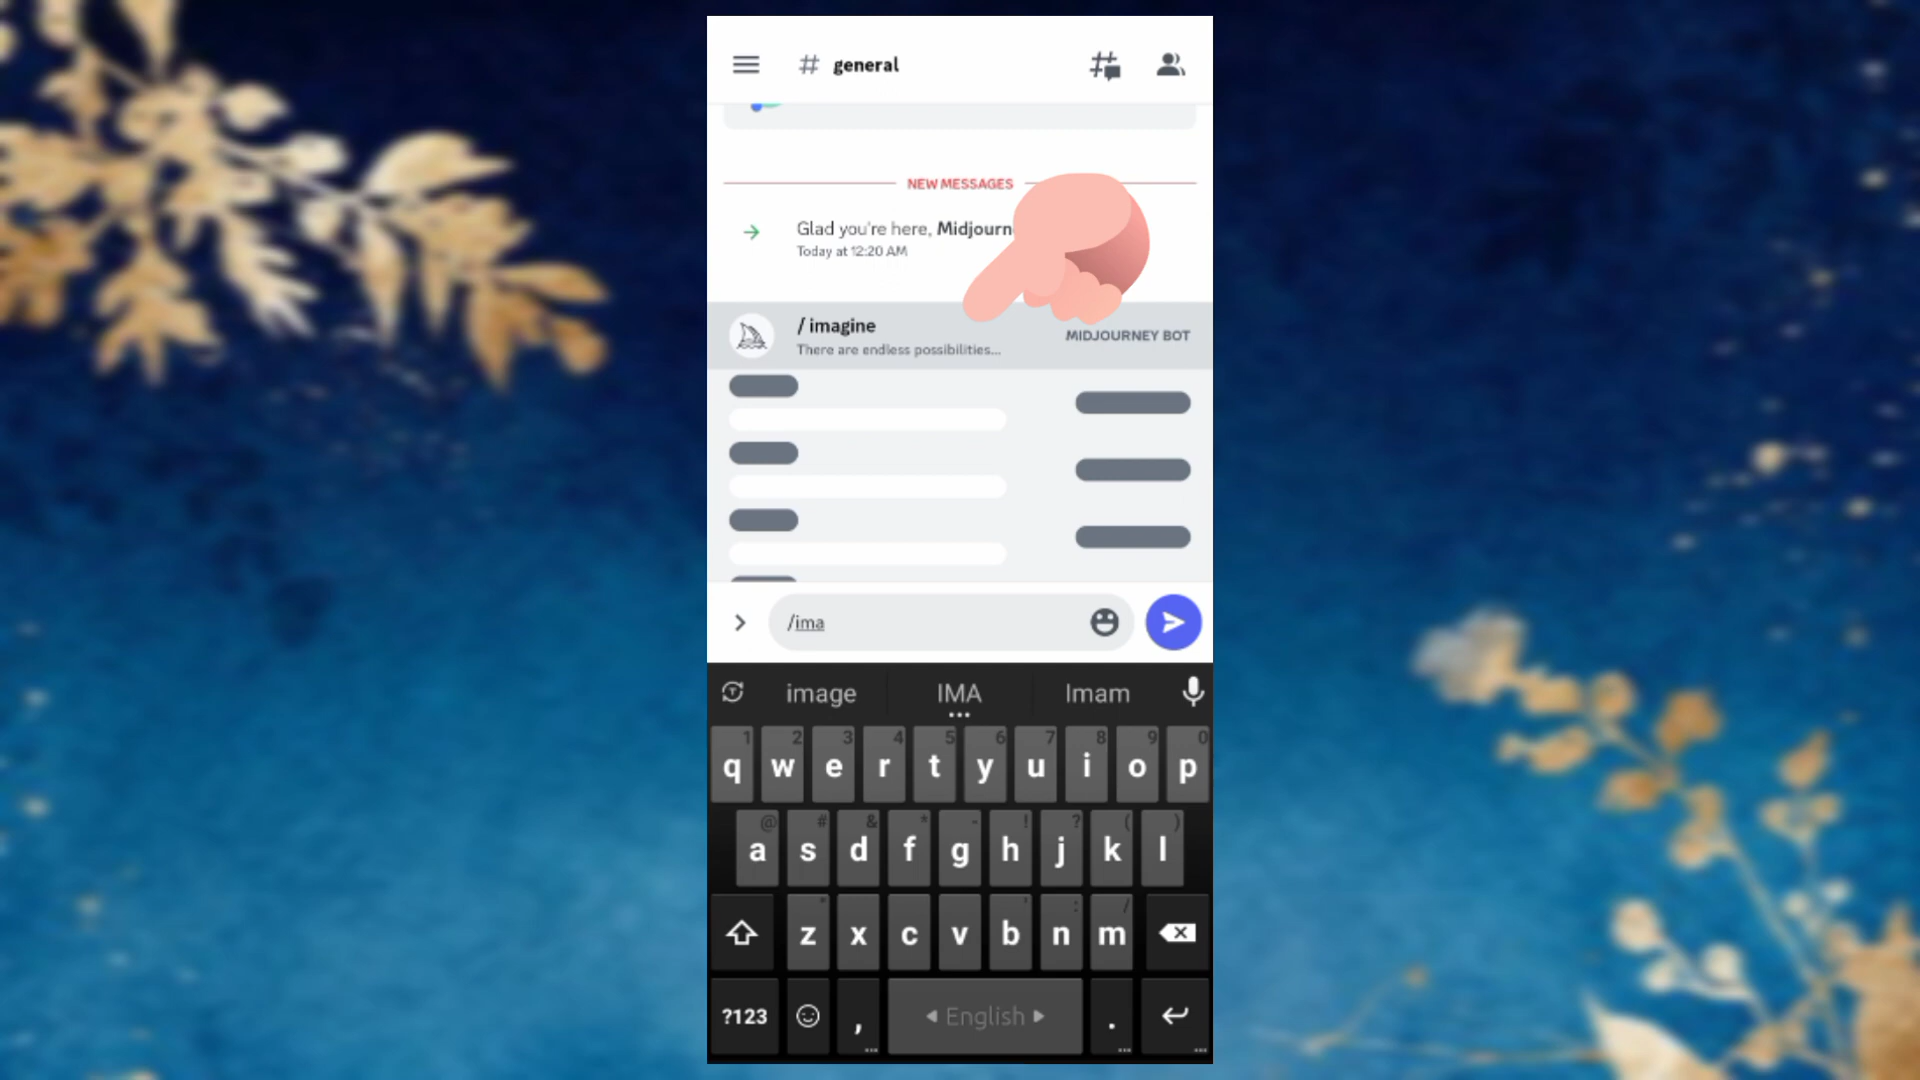 # general
NEW MESSAGES
Glad you're here, Midjourn
Today at 12:20 AM
/ imagine
There are endless possibilities...
MIDJOURNEY BOT
/ima
image IMA Imam
1 2 3 4 5 6 7 8 9 0
q w e r t y u i o p
@ # & * - ! ? ( )
a s d f g h j k l
" ' : /
z x c v b n m
?123 , English .